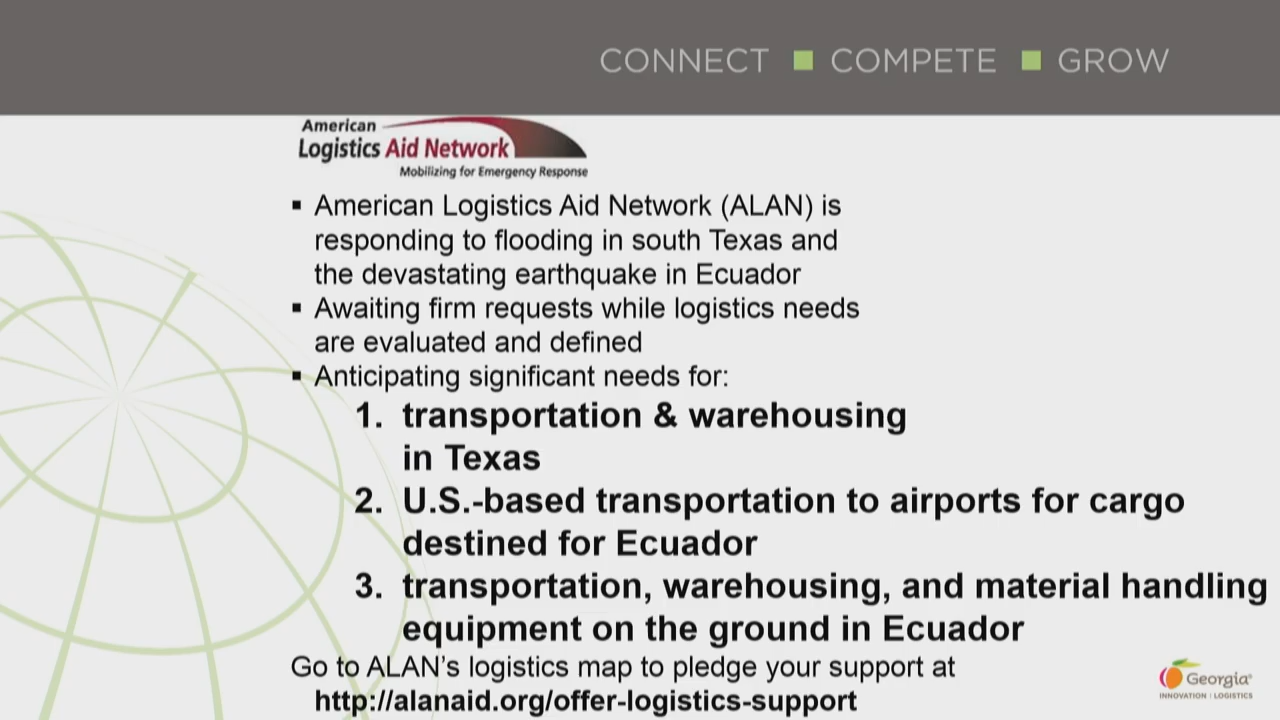 CONNECT ■ COMPETE ■ GROW
American
Logistics Aid Network
Mobilizing for Emergency Response
▪ American Logistics Aid Network (ALAN) is
responding to flooding in south Texas and
the devastating earthquake in Ecuador
▪ Awaiting firm requests while logistics needs
are evaluated and defined
▪ Anticipating significant needs for:
1. transportation & warehousing
in Texas
2. U.S.-based transportation to airports for cargo
destined for Ecuador
3. transportation, warehousing, and material handling
equipment on the ground in Ecuador
Go to ALAN's logistics map to pledge your support at
http://alanaid.org/offer-logistics-support
Georgia®
INNOVATION | LOGISTICS